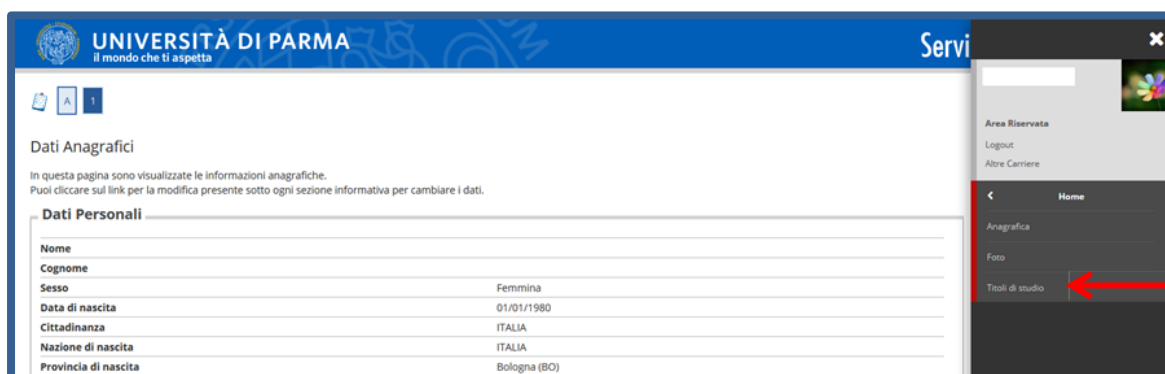 UNIVERSITÀ DI PARMA
il mondo che ti aspetta
Servi
A 1
Dati Anagrafici
In questa pagina sono visualizzate le informazioni anagrafiche.
Puoi cliccare sul link per la modifica presente sotto ogni sezione informativa per cambiare i dati.
Dati Personali
Nome
Cognome
Sesso Femmina
Data di nascita 01/01/1980
Cittadinanza ITALIA
Nazione di nascita ITALIA
Provincia di nascita Bologna (BO)
Area Riservata
Logout
Altre Carriere
Home
Anagrafica
Foto
Titoli di studio